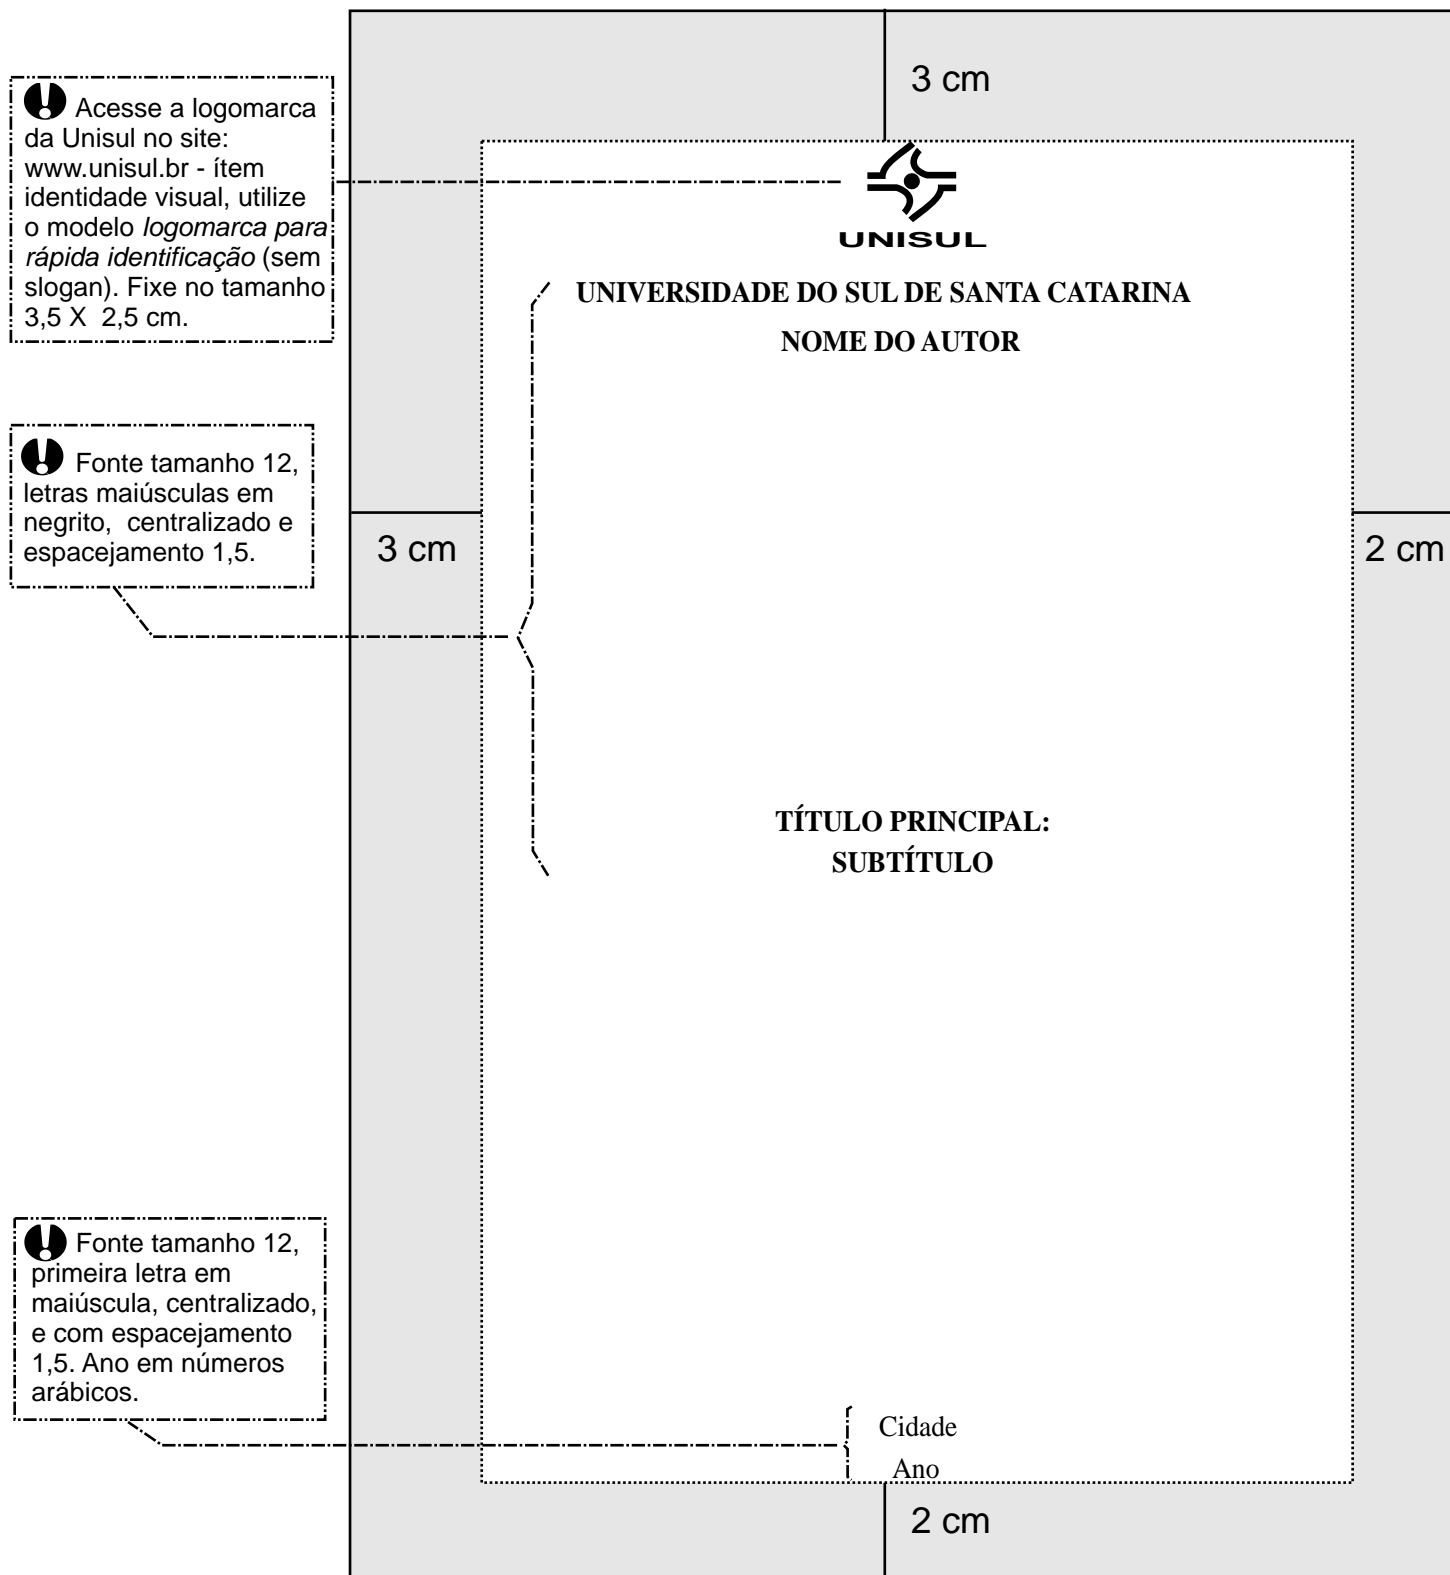 3 cm
Acesse a logomarca
da Unisul no site:
www.unisul.br - ítem
identidade visual, utilize
o modelo logomarca para
rápida identificação (sem
slogan). Fixe no tamanho
3,5 X 2,5 cm.
UNISUL
UNIVERSIDADE DO SUL DE SANTA CATARINA
NOME DO AUTOR
Fonte tamanho 12,
letras maiúsculas em
negrito, centralizado e
espacejamento 1,5.
3 cm
2 cm
TÍTULO PRINCIPAL:
SUBTÍTULO
Fonte tamanho 12,
primeira letra em
maiúscula, centralizado,
e com espacejamento
1,5. Ano em números
arábicos.
Cidade
Ano
2 cm